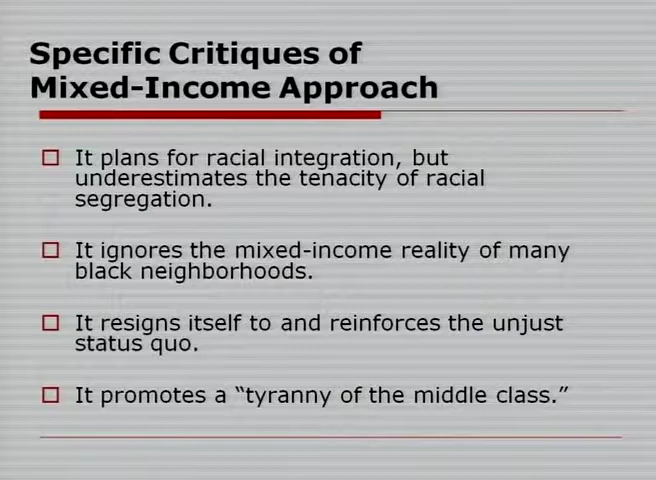 Specific Critiques of
Mixed-Income Approach
It plans for racial integration, but
underestimates the tenacity of racial
segregation.
It ignores the mixed-income reality of many
black neighborhoods.
It resigns itself to and reinforces the unjust
status quo.
It promotes a “tyranny of the middle class.”